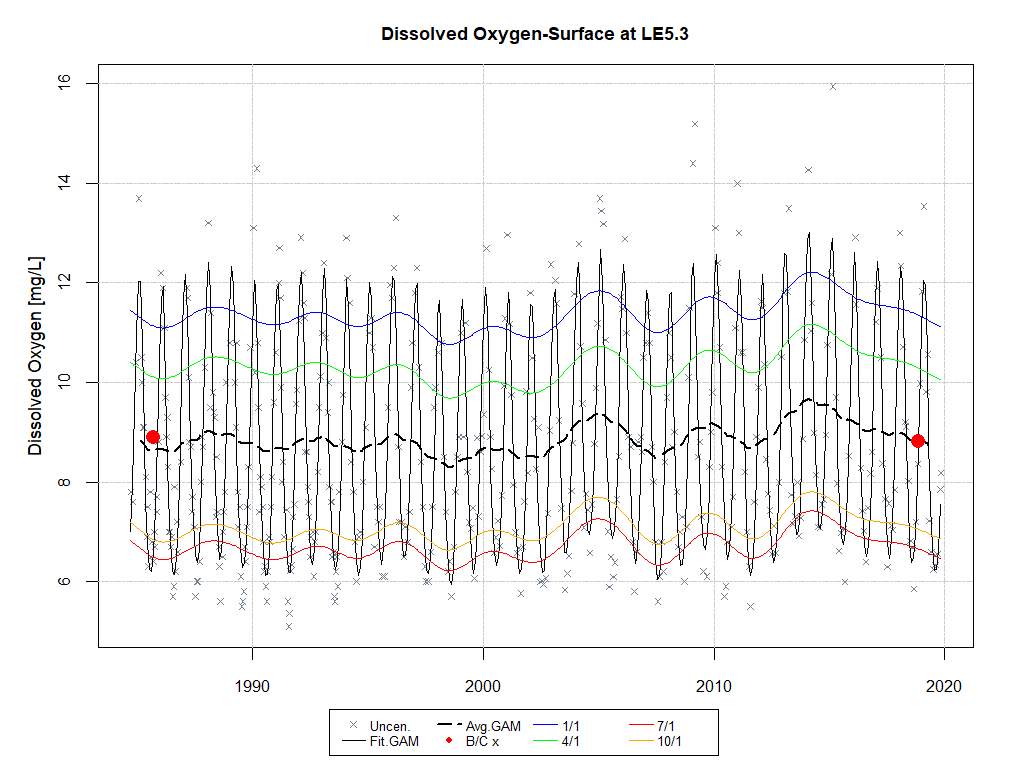 Dissolved Oxygen-Surface at LE5.3
Dissolved Oxygen [mg/L]
16
14
12
10
8
6
1990 2000 2010 2020
Uncen. Avg.GAM 1/1 7/1
Fit.GAM B/C x 4/1 10/1